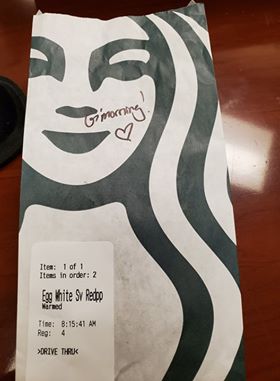 G'morning!
Item: 1 of 1
Items in order: 2
Egg White Sv Redpp
Warmed
Time: 8:15:41 AM
Reg: 4
>DRIVE THRU<